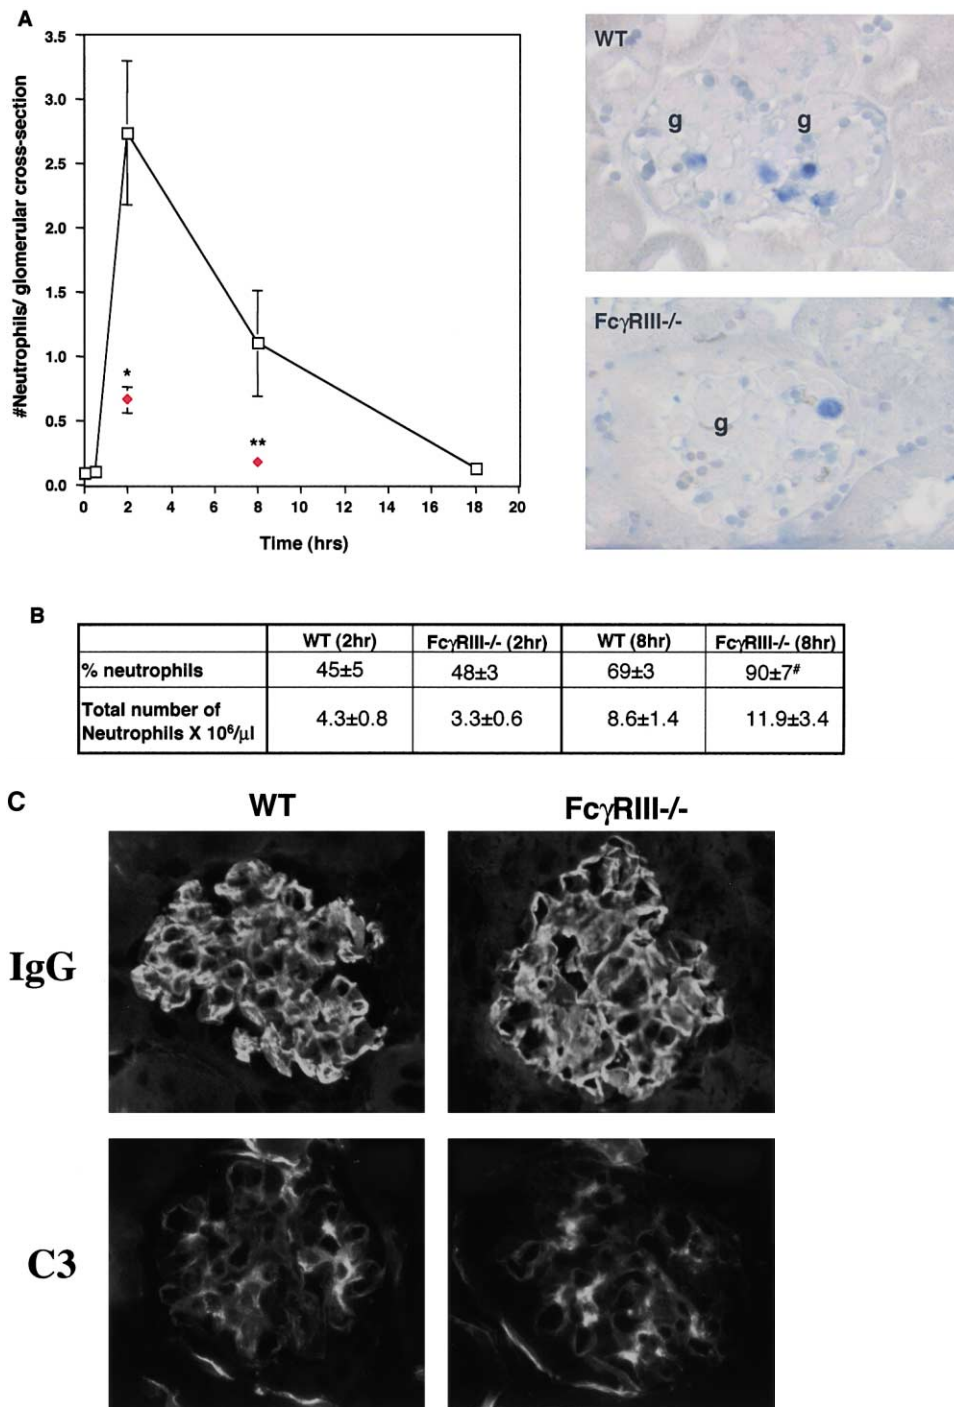 A
#Neutrophils/ glomerular cross-section
3.5
3.0
2.5
2.0
1.5
1.0
0.5
0.0
*
**
0 2 4 6 8 10 12 14 16 18 20
Time (hrs)
WT
g g
FcγRIII-/-
g
B
WT (2hr) FcγRIII-/- (2hr) WT (8hr) FcγRIII-/- (8hr)
% neutrophils 45±5 48±3 69±3 90±7#
Total number of
Neutrophils X 10⁶/μl 4.3±0.8 3.3±0.6 8.6±1.4 11.9±3.4
C
WT FcγRIII-/-
IgG
C3